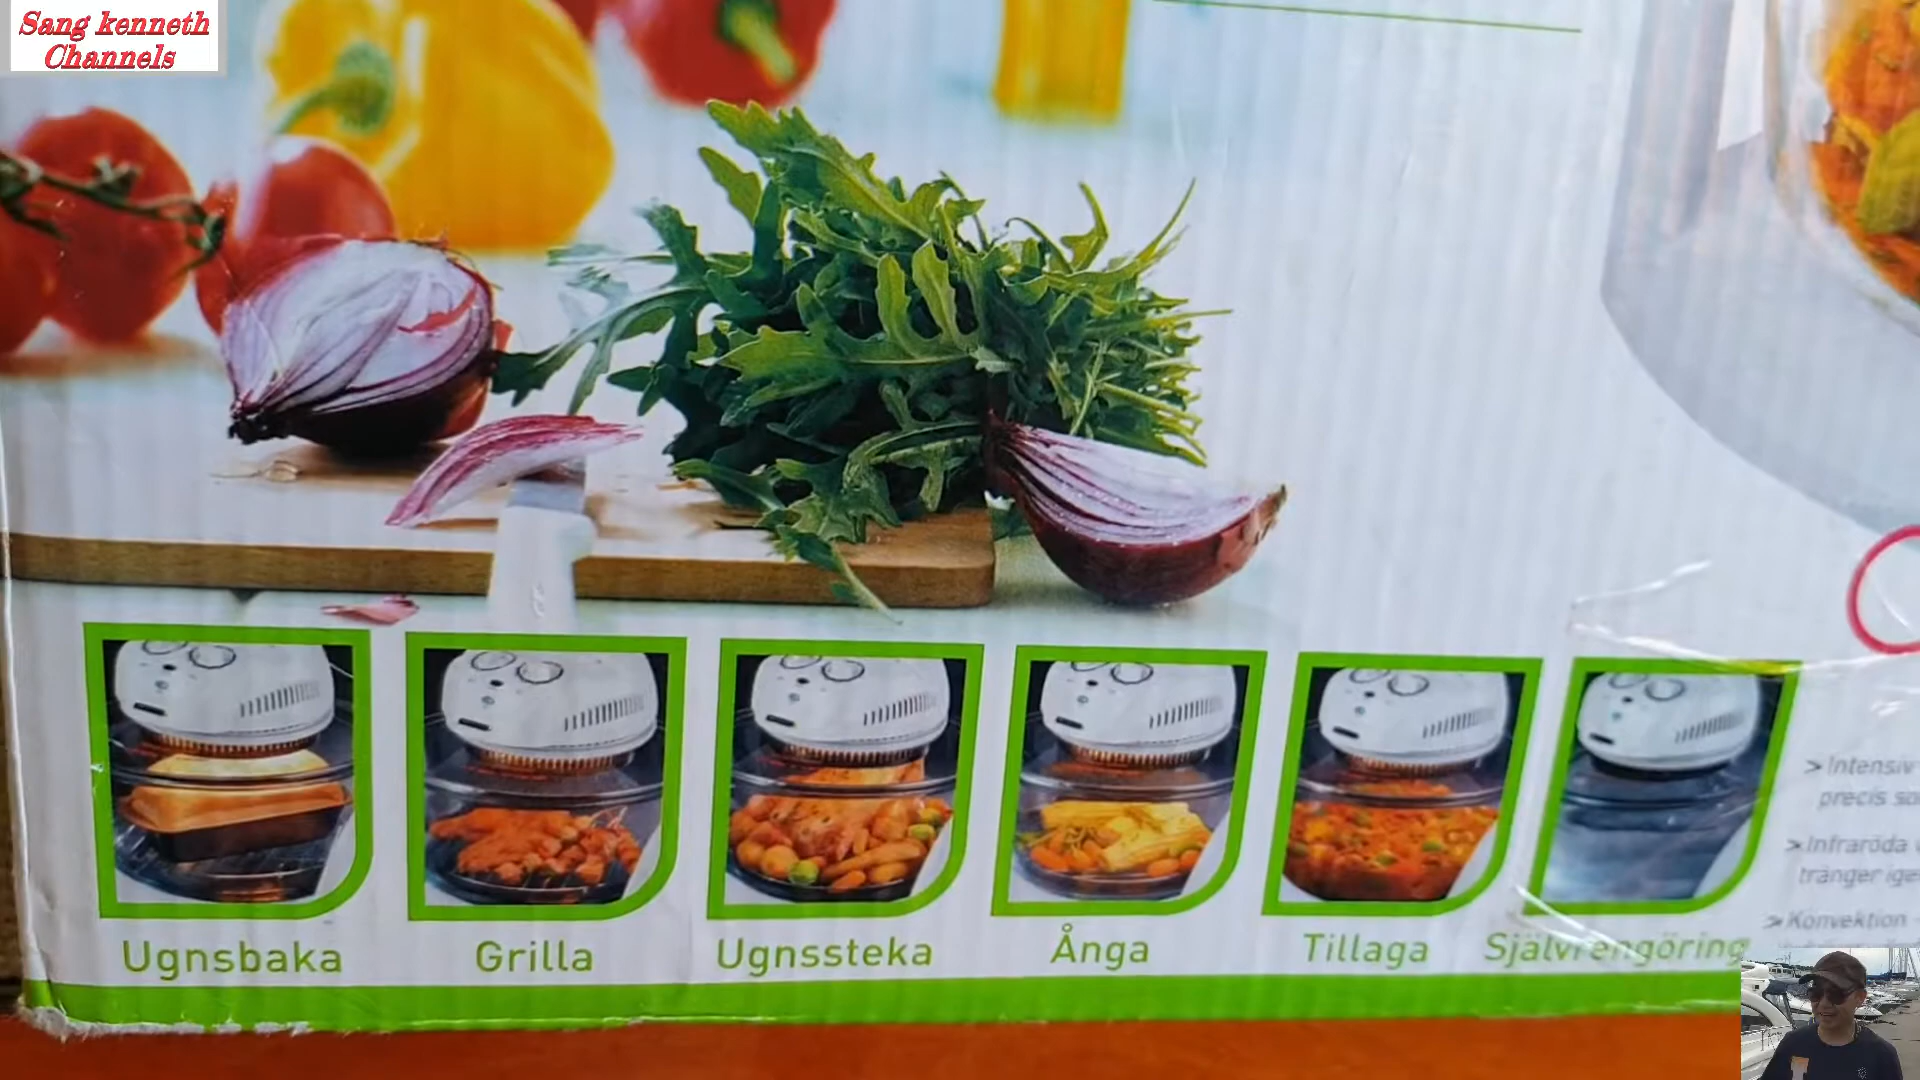 Sang kenneth
Channels
Ugnsbaka
Grilla
Ugnssteka
Ånga
Tillaga
Självrengöring
> Intensiv
precis
> Infraröda
tränger
> Konvektion